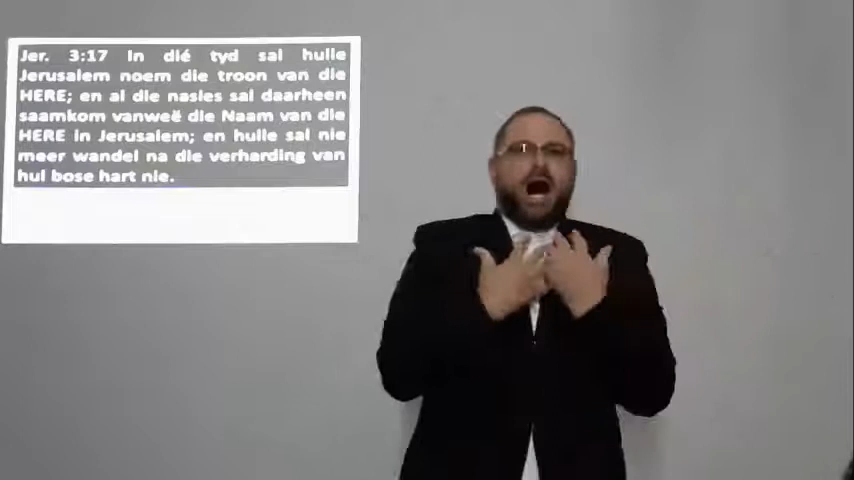 Jer. 3:17 In dié tyd sal hulle
Jerusalem noem die troon van die
HERE; en al die nasies sal daarheen
saamkom vanweë die Naam van die
HERE in Jerusalem; en hulle sal nie
meer wandel na die verharding van
hul bose hart nie.